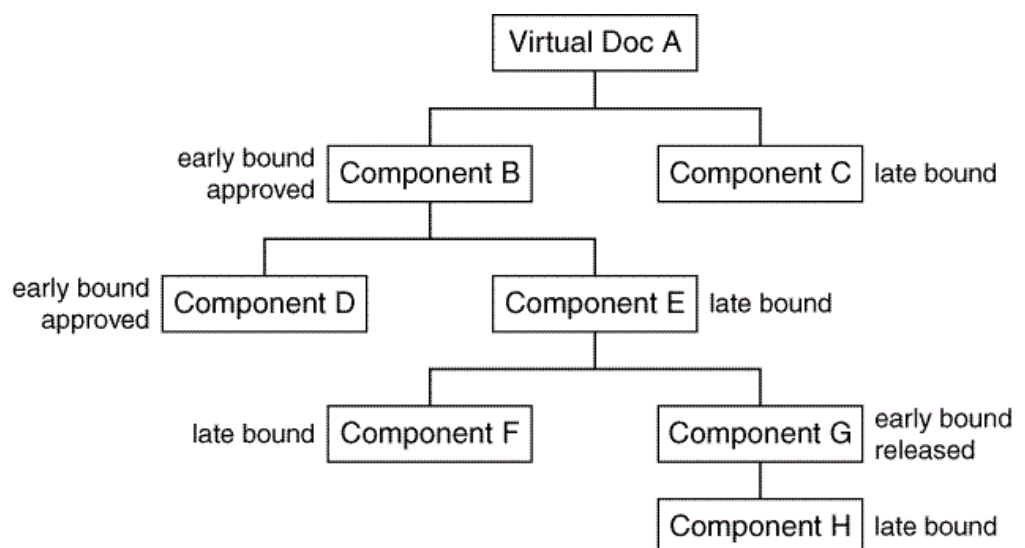 Virtual Doc A
early bound
approved
Component B
Component C
late bound
early bound
approved
Component D
Component E
late bound
late bound
Component F
Component G
early bound
released
Component H
late bound